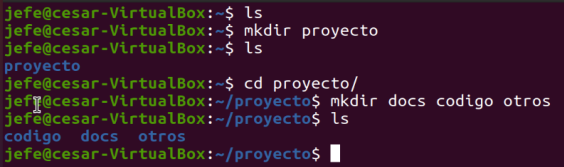 jefe@cesar-VirtualBox:~$ ls
jefe@cesar-VirtualBox:~$ mkdir proyecto
jefe@cesar-VirtualBox:~$ ls
proyecto
jefe@cesar-VirtualBox:~$ cd proyecto/
jefe@cesar-VirtualBox:~/proyecto$ mkdir docs codigo otros
jefe@cesar-VirtualBox:~/proyecto$ ls
codigo  docs  otros
jefe@cesar-VirtualBox:~/proyecto$